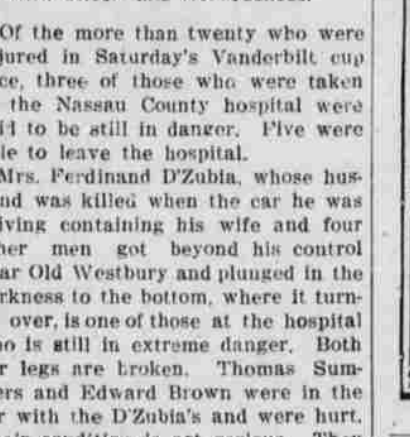 Of the more than twenty who were
jured in Saturday's Vanderbilt cup
ce, three of those who were taken
the Nassau County hospital were
to be still in danger. Five were
le to leave the hospital.
Mrs. Ferdinand D'Zubia, whose hus-
nd was killed when the car he was
iving containing his wife and four
her men got beyond his control
ar Old Westbury and plunged in the
rkness to the bottom, where it turn-
over, is one of those at the hospital
ho is still in extreme danger. Both
r legs are broken. Thomas Sum-
ers and Edward Brown were in the
r with the D'Zubia's and were hurt.